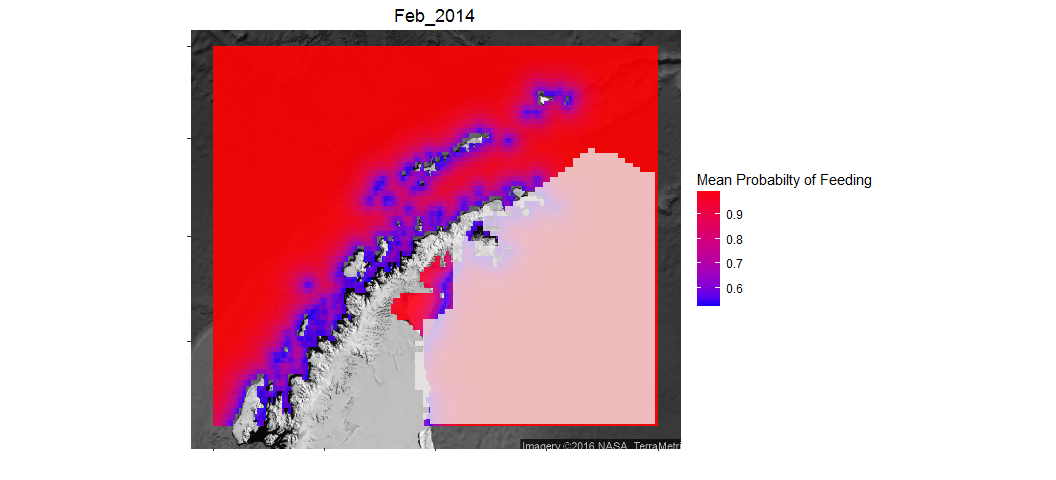 Feb_2014
Mean Probabilty of Feeding
0.9
0.8
0.7
0.6
Imagery ©2016 NASA, TerraMetri